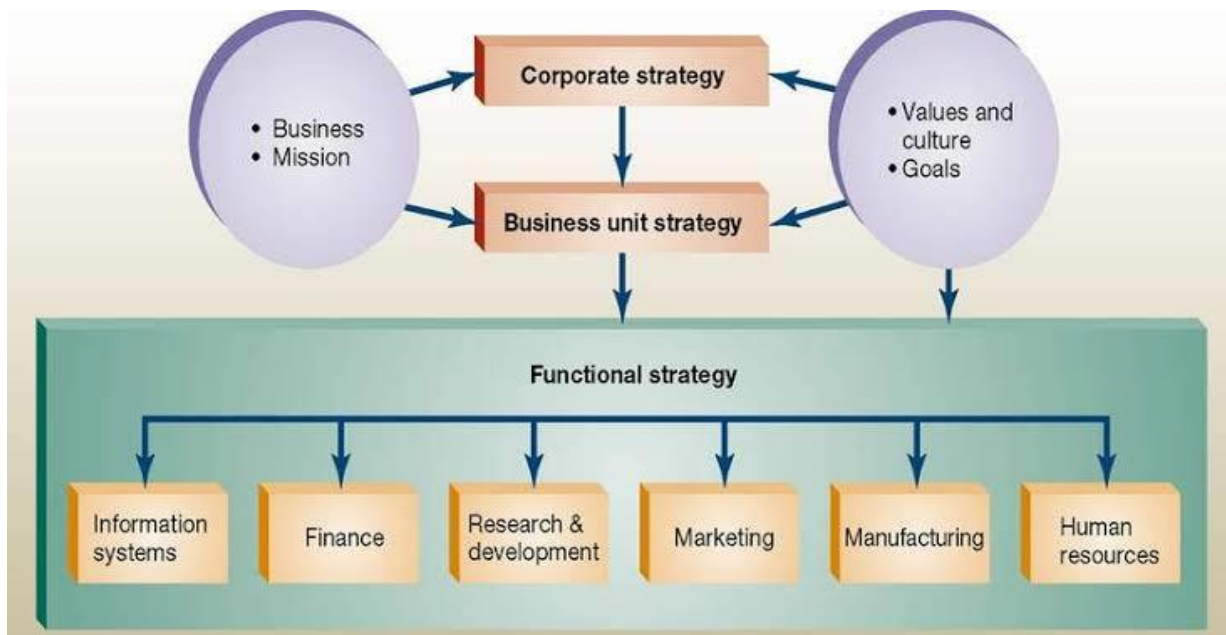 Corporate strategy
• Business
• Mission
• Values and
culture
• Goals
Business unit strategy
Functional strategy
Information
systems
Finance
Research &
development
Marketing
Manufacturing
Human
resources